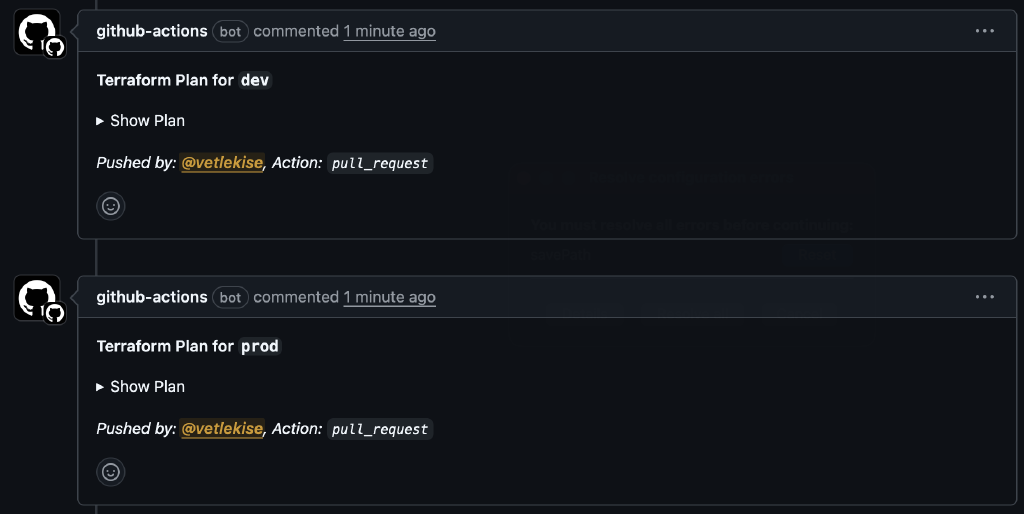 github-actions bot commented 1 minute ago
Terraform Plan for dev
Show Plan
Pushed by: @vetlekise, Action: pull_request
github-actions bot commented 1 minute ago
Terraform Plan for prod
Show Plan
Pushed by: @vetlekise, Action: pull_request